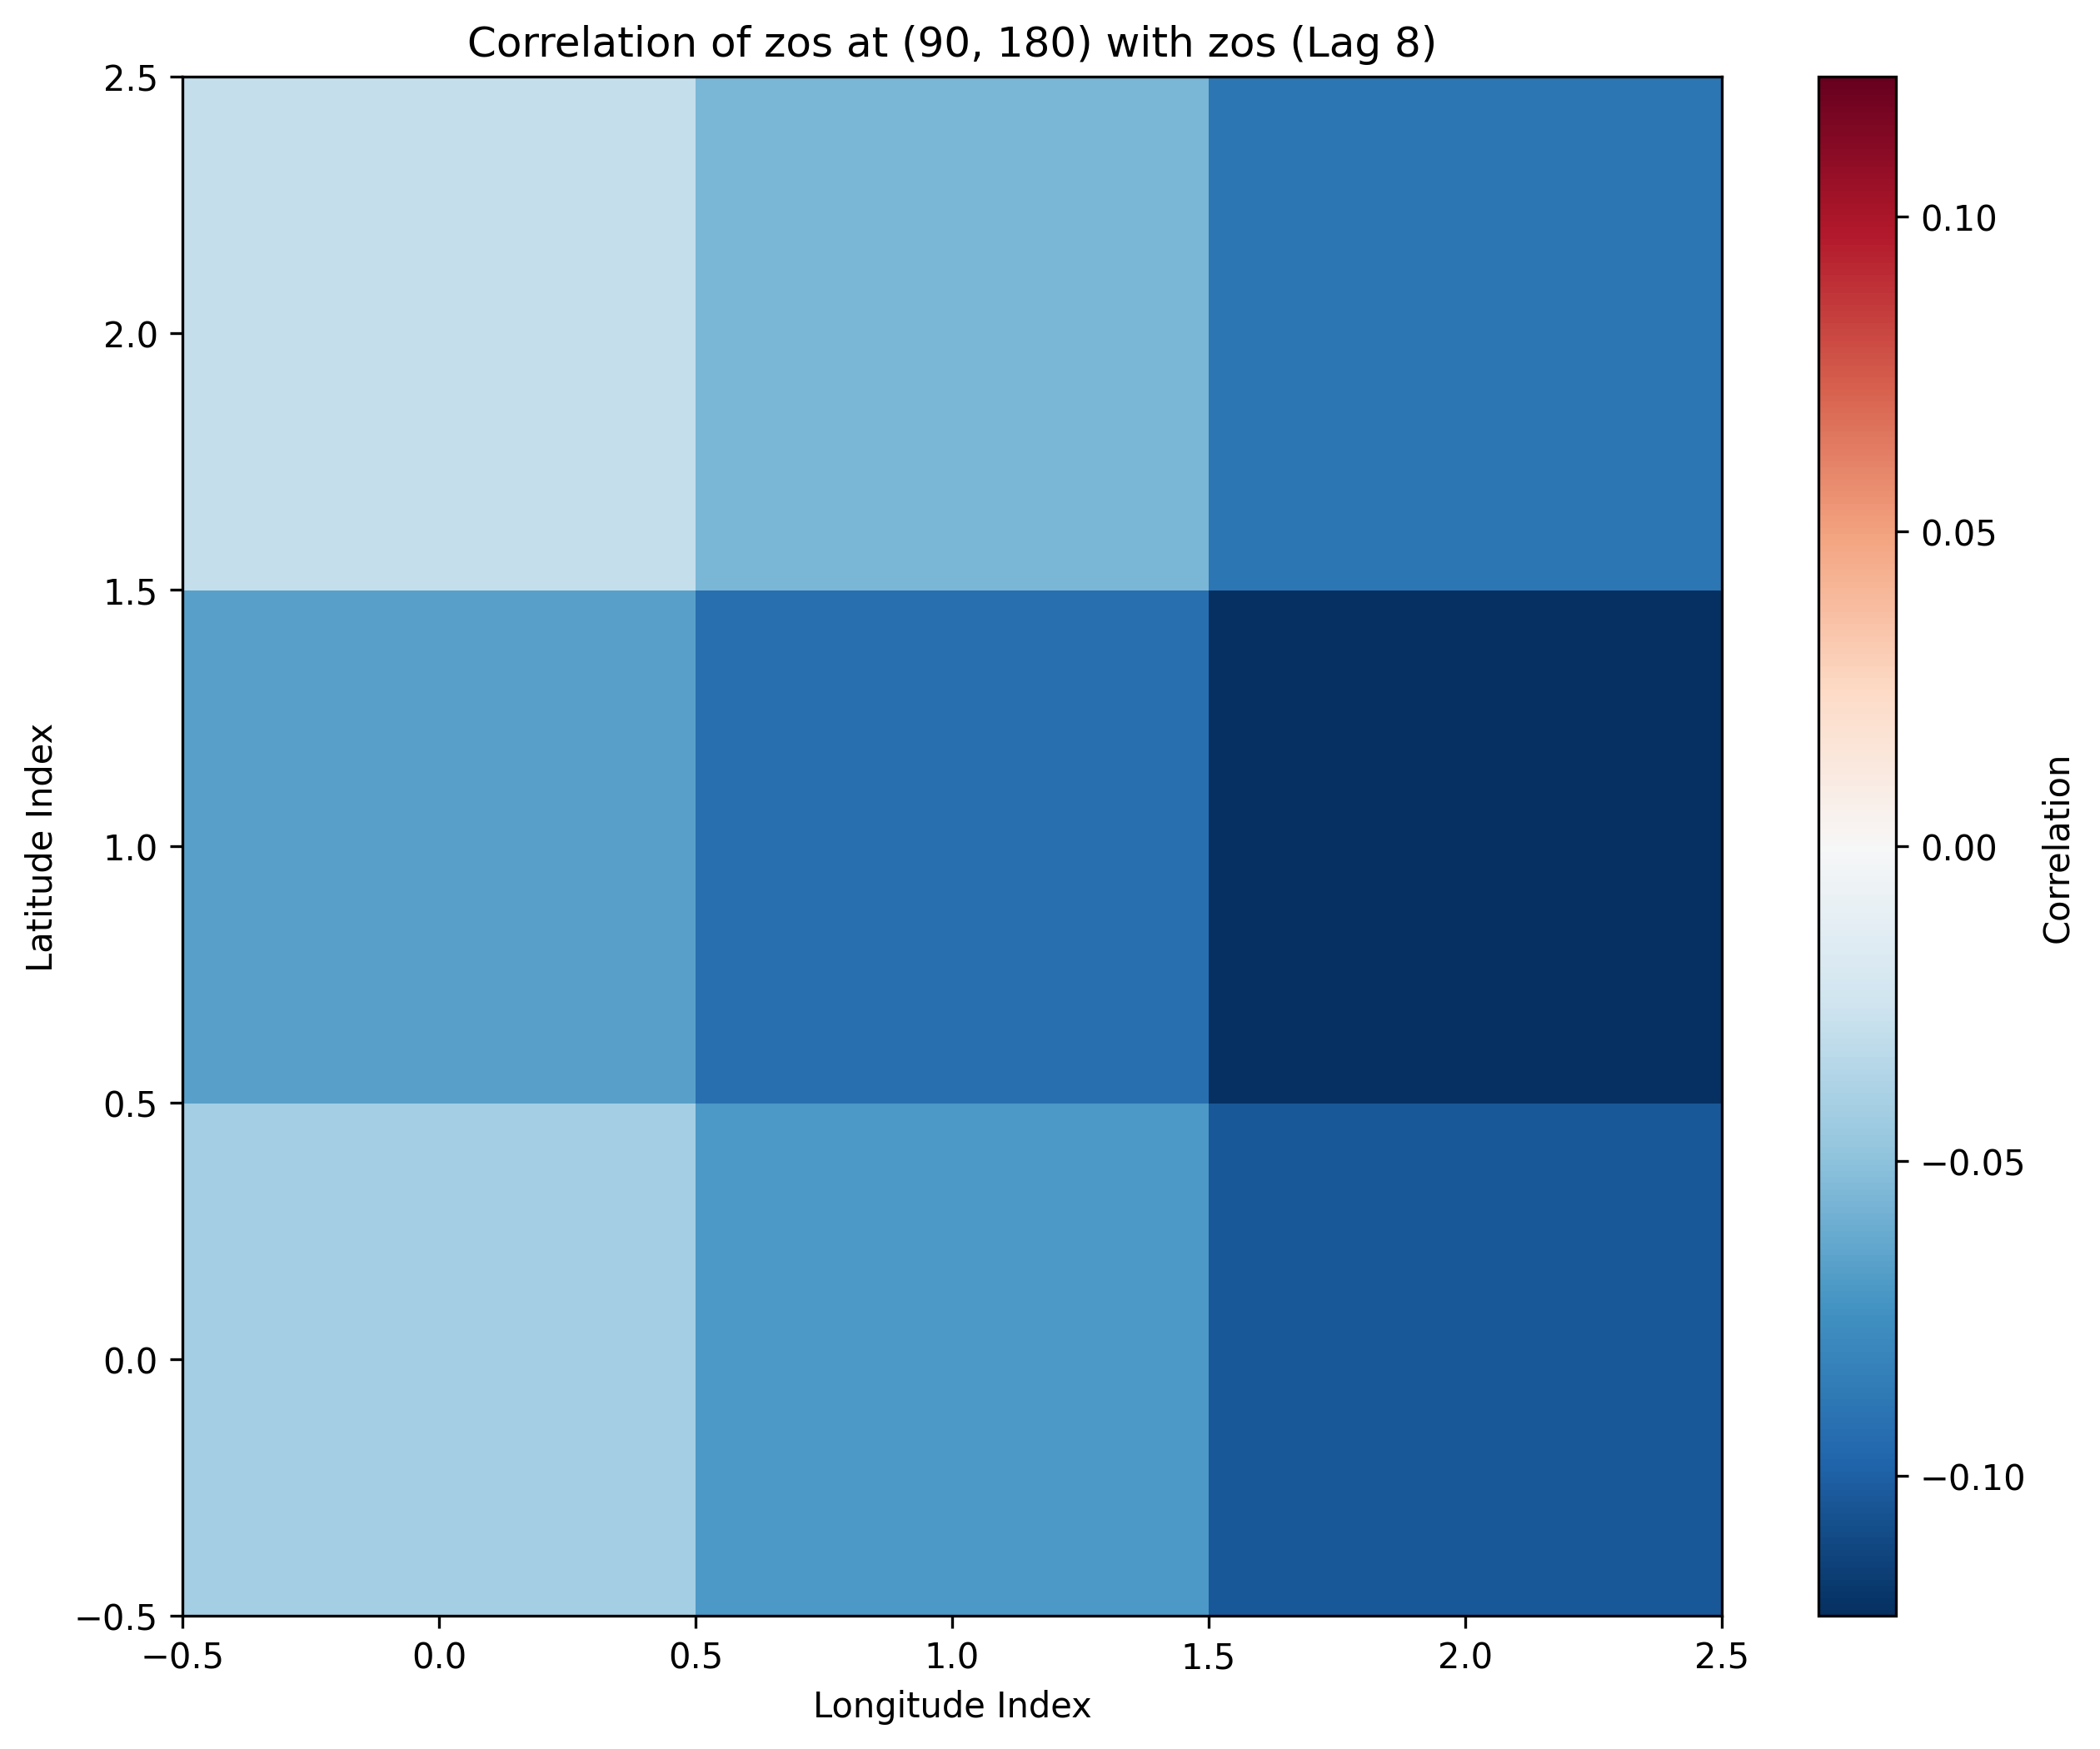 Correlation of zos at (90, 180) with zos (Lag 8)
2.5
2.0
1.5
1.0
0.5
0.0
−0.5
Latitude Index
−0.5 0.0 0.5 1.0 1.5 2.0 2.5
Longitude Index
0.10
0.05
0.00
−0.05
−0.10
Correlation